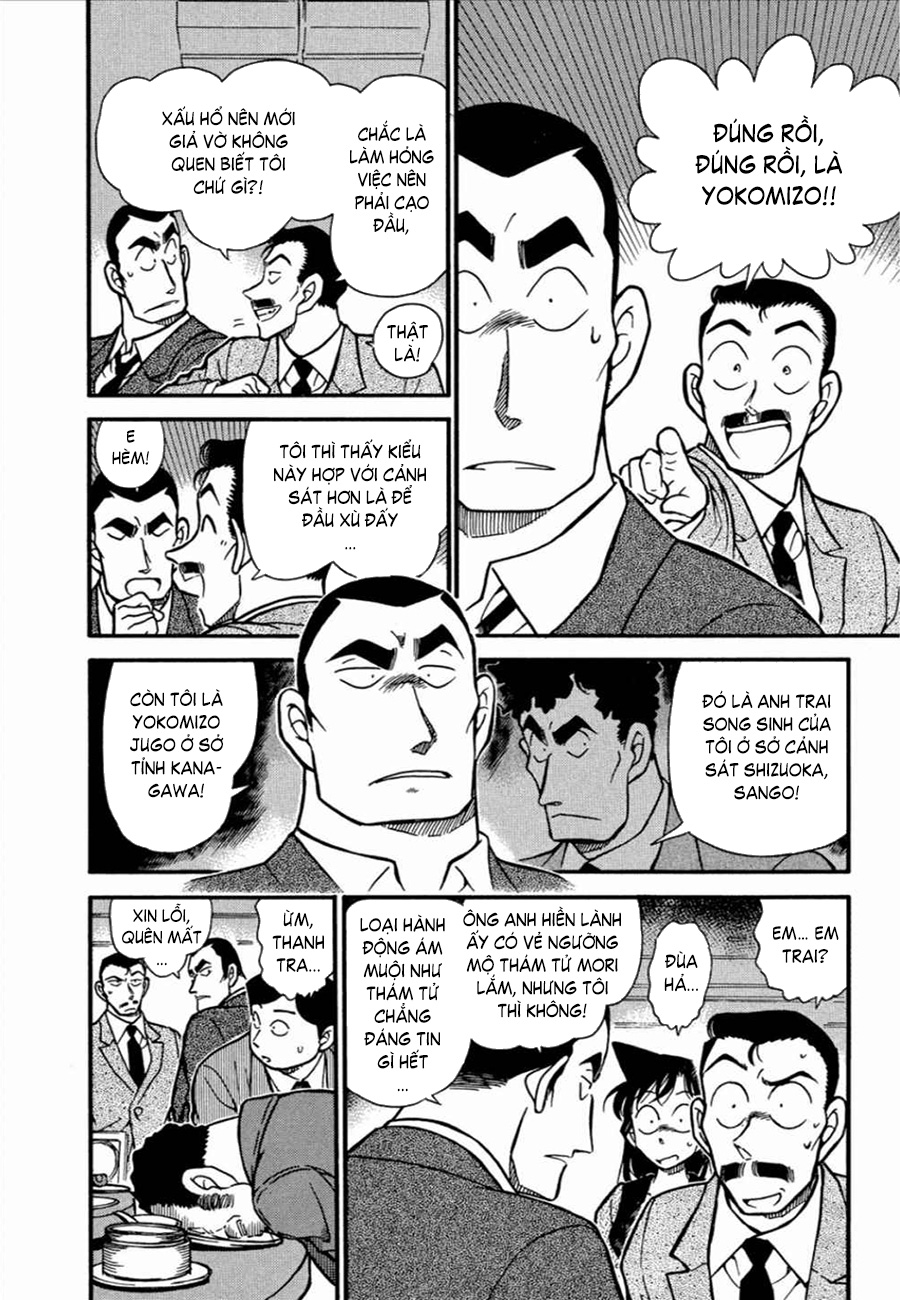 ĐÚNG RỒI,
ĐÚNG RỒI, LÀ
YOKOMIZO!!
CHẮC LÀ
LÀM HỎNG
VIỆC NÊN
PHẢI CẠO
ĐẦU,
XẤU HỔ NÊN MỚI
GIẢ VỜ KHÔNG
QUEN BIẾT TÔI
CHỨ GÌ?!
THẬT
LÀ!
TÔI THÌ THẤY KIỂU
NÀY HỢP VỚI CẢNH
SÁT HƠN LÀ ĐỂ
ĐẦU XÙ ĐẤY
...
E
HÈM!
ĐÓ LÀ ANH TRAI
SONG SINH CỦA
TÔI Ở SỞ CẢNH
SÁT SHIZUOKA,
SANGO!
CÒN TÔI LÀ
YOKOMIZO
JUGO Ở SỞ
TỈNH KANA-
GAWA!
EM... EM
TRAI?
ĐÙA
HẢ...
ÔNG ANH HIỀN LÀNH
ẤY CÓ VẺ NGƯỠNG
MỘ THÁM TỬ MORI
LẮM, NHƯNG TÔI
THÌ KHÔNG!
LOẠI HÀNH
ĐỘNG ÁM
MUỘI NHƯ
THÁM TỬ
CHẲNG
ĐÁNG TIN
GÌ HẾT
...
ỪM,
THANH
TRA...
XIN LỖI,
QUÊN MẤT
...